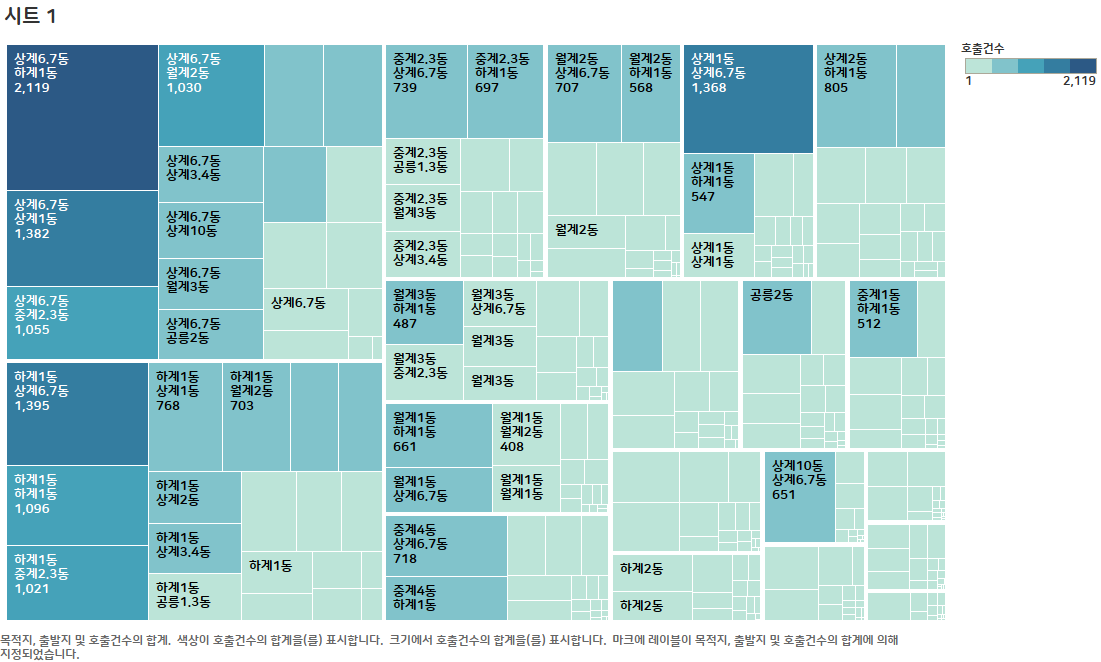 시트 1
상계6.7동
하계1동
2,119
상계6.7동
월계2동
1,030
상계6.7동
상계1동
1,382
상계6.7동
중계2.3동
1,055
상계6.7동
상계3.4동
상계6.7동
상계10동
상계6.7동
월계3동
상계6.7동
공릉2동
상계6.7동
하계1동
상계6.7동
1,395
하계1동
하계1동
1,096
하계1동
중계2.3동
1,021
하계1동
상계1동
768
하계1동
월계2동
703
하계1동
상계2동
하계1동
상계3.4동
하계1동
공릉1.3동
하계1동
중계2.3동
상계6.7동
739
중계2.3동
하계1동
697
중계2.3동
공릉1.3동
중계2.3동
월계3동
중계2.3동
상계3.4동
월계2동
상계6.7동
707
월계2동
하계1동
568
월계2동
상계1동
상계6.7동
1,368
상계1동
하계1동
547
상계1동
상계1동
상계2동
하계1동
805
월계3동
하계1동
487
월계3동
상계6.7동
월계3동
월계3동
중계2.3동
월계3동
월계1동
하계1동
661
월계1동
월계2동
408
월계1동
상계6.7동
월계1동
월계1동
중계4동
상계6.7동
718
중계4동
하계1동
공릉2동
중계1동
하계1동
512
상계10동
상계6.7동
651
하계2동
하계2동
호출건수
1
2,119
목적지, 출발지 및 호출건수의 합계. 색상이 호출건수의 합계을(를) 표시합니다. 크기에서 호출건수의 합계을(를) 표시합니다. 마크에 레이블이 목적지, 출발지 및 호출건수의 합계에 의해
지정되었습니다.